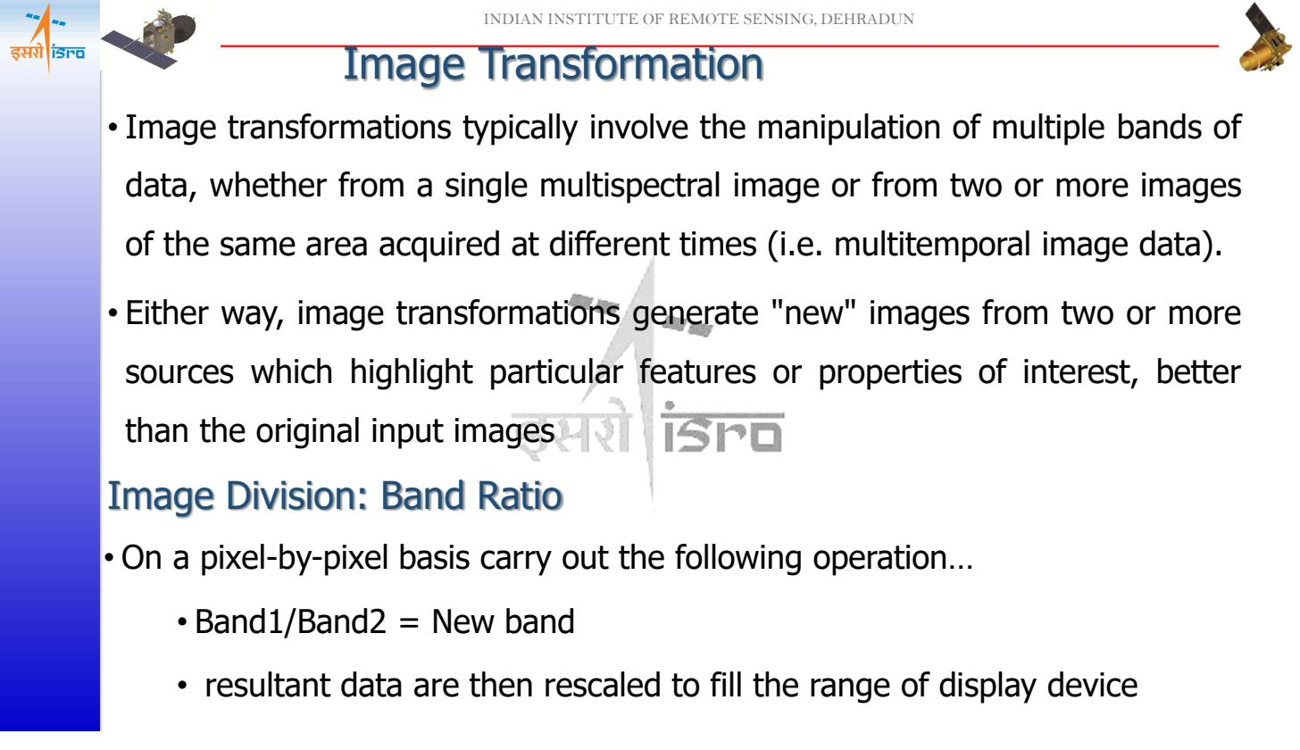 INDIAN INSTITUTE OF REMOTE SENSING, DEHRADUN
इसरो isro
Image Transformation
• Image transformations typically involve the manipulation of multiple bands of
data, whether from a single multispectral image or from two or more images
of the same area acquired at different times (i.e. multitemporal image data).
• Either way, image transformations generate "new" images from two or more
sources which highlight particular features or properties of interest, better
than the original input images
इसरो isro
Image Division: Band Ratio
• On a pixel-by-pixel basis carry out the following operation…
• Band1/Band2 = New band
• resultant data are then rescaled to fill the range of display device